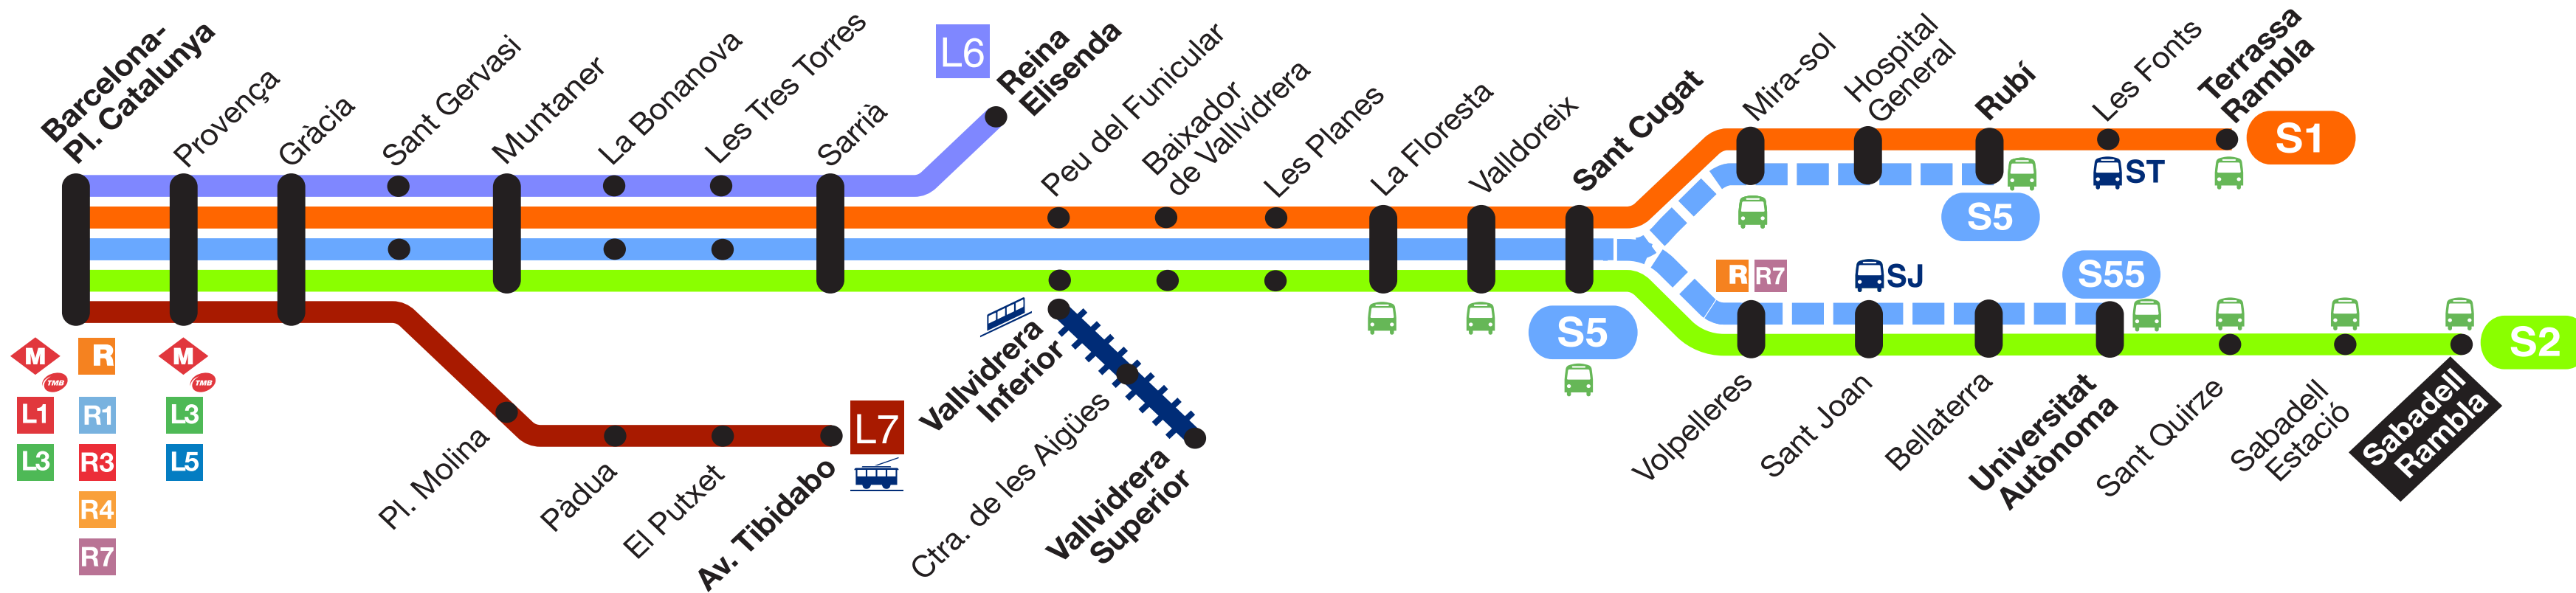 Barcelona-
Pl. Catalunya
Provença
Gràcia
Sant Gervasi
Muntaner
La Bonanova
Les Tres Torres
Sarrià
L6
Reina
Elisenda
Peu del Funicular
Baixador
de Vallvidrera
Les Planes
La Floresta
Valldoreix
Sant Cugat
Mira-sol
Hospital
General
Rubí
Les Fonts
Terrassa
Rambla
S1
ST
S5
R
R7
SJ
S55
S5
S2
M
TMB
L1
L3
R
R1
R3
R4
R7
M
TMB
L3
L5
Pl. Molina
Pàdua
El Putxet
Av. Tibidabo
L7
Vallvidrera
Inferior
Ctra. de les Aigües
Vallvidrera
Superior
Volpelleres
Sant Joan
Bellaterra
Universitat
Autònoma
Sant Quirze
Sabadell
Estació
Sabadell
Rambla